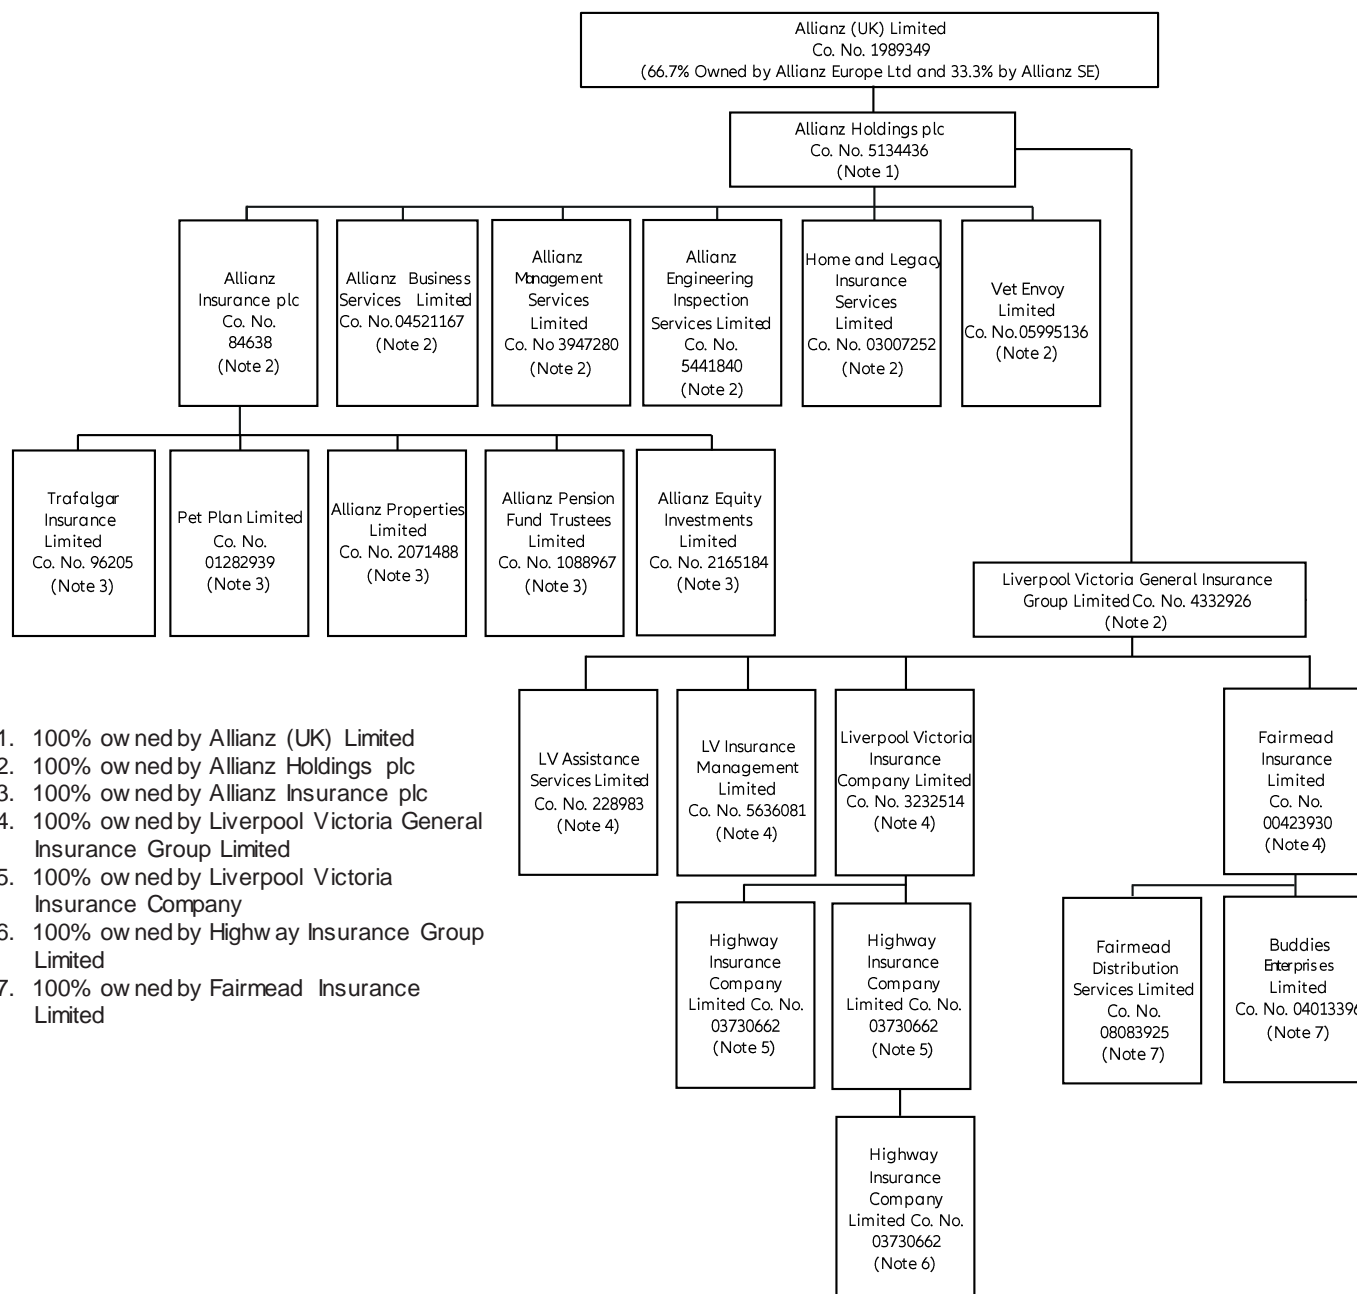 Allianz (UK) Limited
Co. No. 1989349
(66.7% Owned by Allianz Europe Ltd and 33.3% by Allianz SE)
Allianz Holdings plc
Co. No. 5134436
(Note 1)
Allianz
Insurance plc
Co. No.
84638
(Note 2)
Allianz Business
Services Limited
Co. No.04521167
(Note 2)
Allianz
Management
Services
Limited
Co. No 3947280
(Note 2)
Allianz
Engineering
Inspection
Services Limited
Co. No.
5441840
(Note 2)
Home and Legacy
Insurance
Services
Limited
Co. No. 03007252
(Note 2)
Vet Envoy
Limited
Co. No.05995136
(Note 2)
Trafalgar
Insurance
Limited
Co. No. 96205
(Note 3)
Pet Plan Limited
Co. No.
01282939
(Note 3)
Allianz Properties
Limited
Co. No. 2071488
(Note 3)
Allianz Pension
Fund Trustees
Limited
Co. No. 1088967
(Note 3)
Allianz Equity
Investments
Limited
Co. No. 2165184
(Note 3)
Liverpool Victoria General Insurance
Group Limited Co. No. 4332926
(Note 2)
LV Assistance
Services Limited
Co. No. 228983
(Note 4)
LV Insurance
Management
Limited
Co. No. 5636081
(Note 4)
Liverpool Victoria
Insurance
Company Limited
Co. No. 3232514
(Note 4)
Fairmead
Insurance
Limited
Co. No.
00423930
(Note 4)
Highway
Insurance
Company
Limited Co. No.
03730662
(Note 5)
Highway
Insurance
Company
Limited Co. No.
03730662
(Note 5)
Fairmead
Distribution
Services Limited
Co. No.
08083925
(Note 7)
Buddies
Enterprises
Limited
Co. No. 04013396
(Note 7)
Highway
Insurance
Company
Limited Co. No.
03730662
(Note 6)
1. 100% owned by Allianz (UK) Limited
2. 100% owned by Allianz Holdings plc
3. 100% owned by Allianz Insurance plc
4. 100% owned by Liverpool Victoria General
Insurance Group Limited
5. 100% owned by Liverpool Victoria
Insurance Company
6. 100% owned by Highway Insurance Group
Limited
7. 100% owned by Fairmead Insurance
Limited